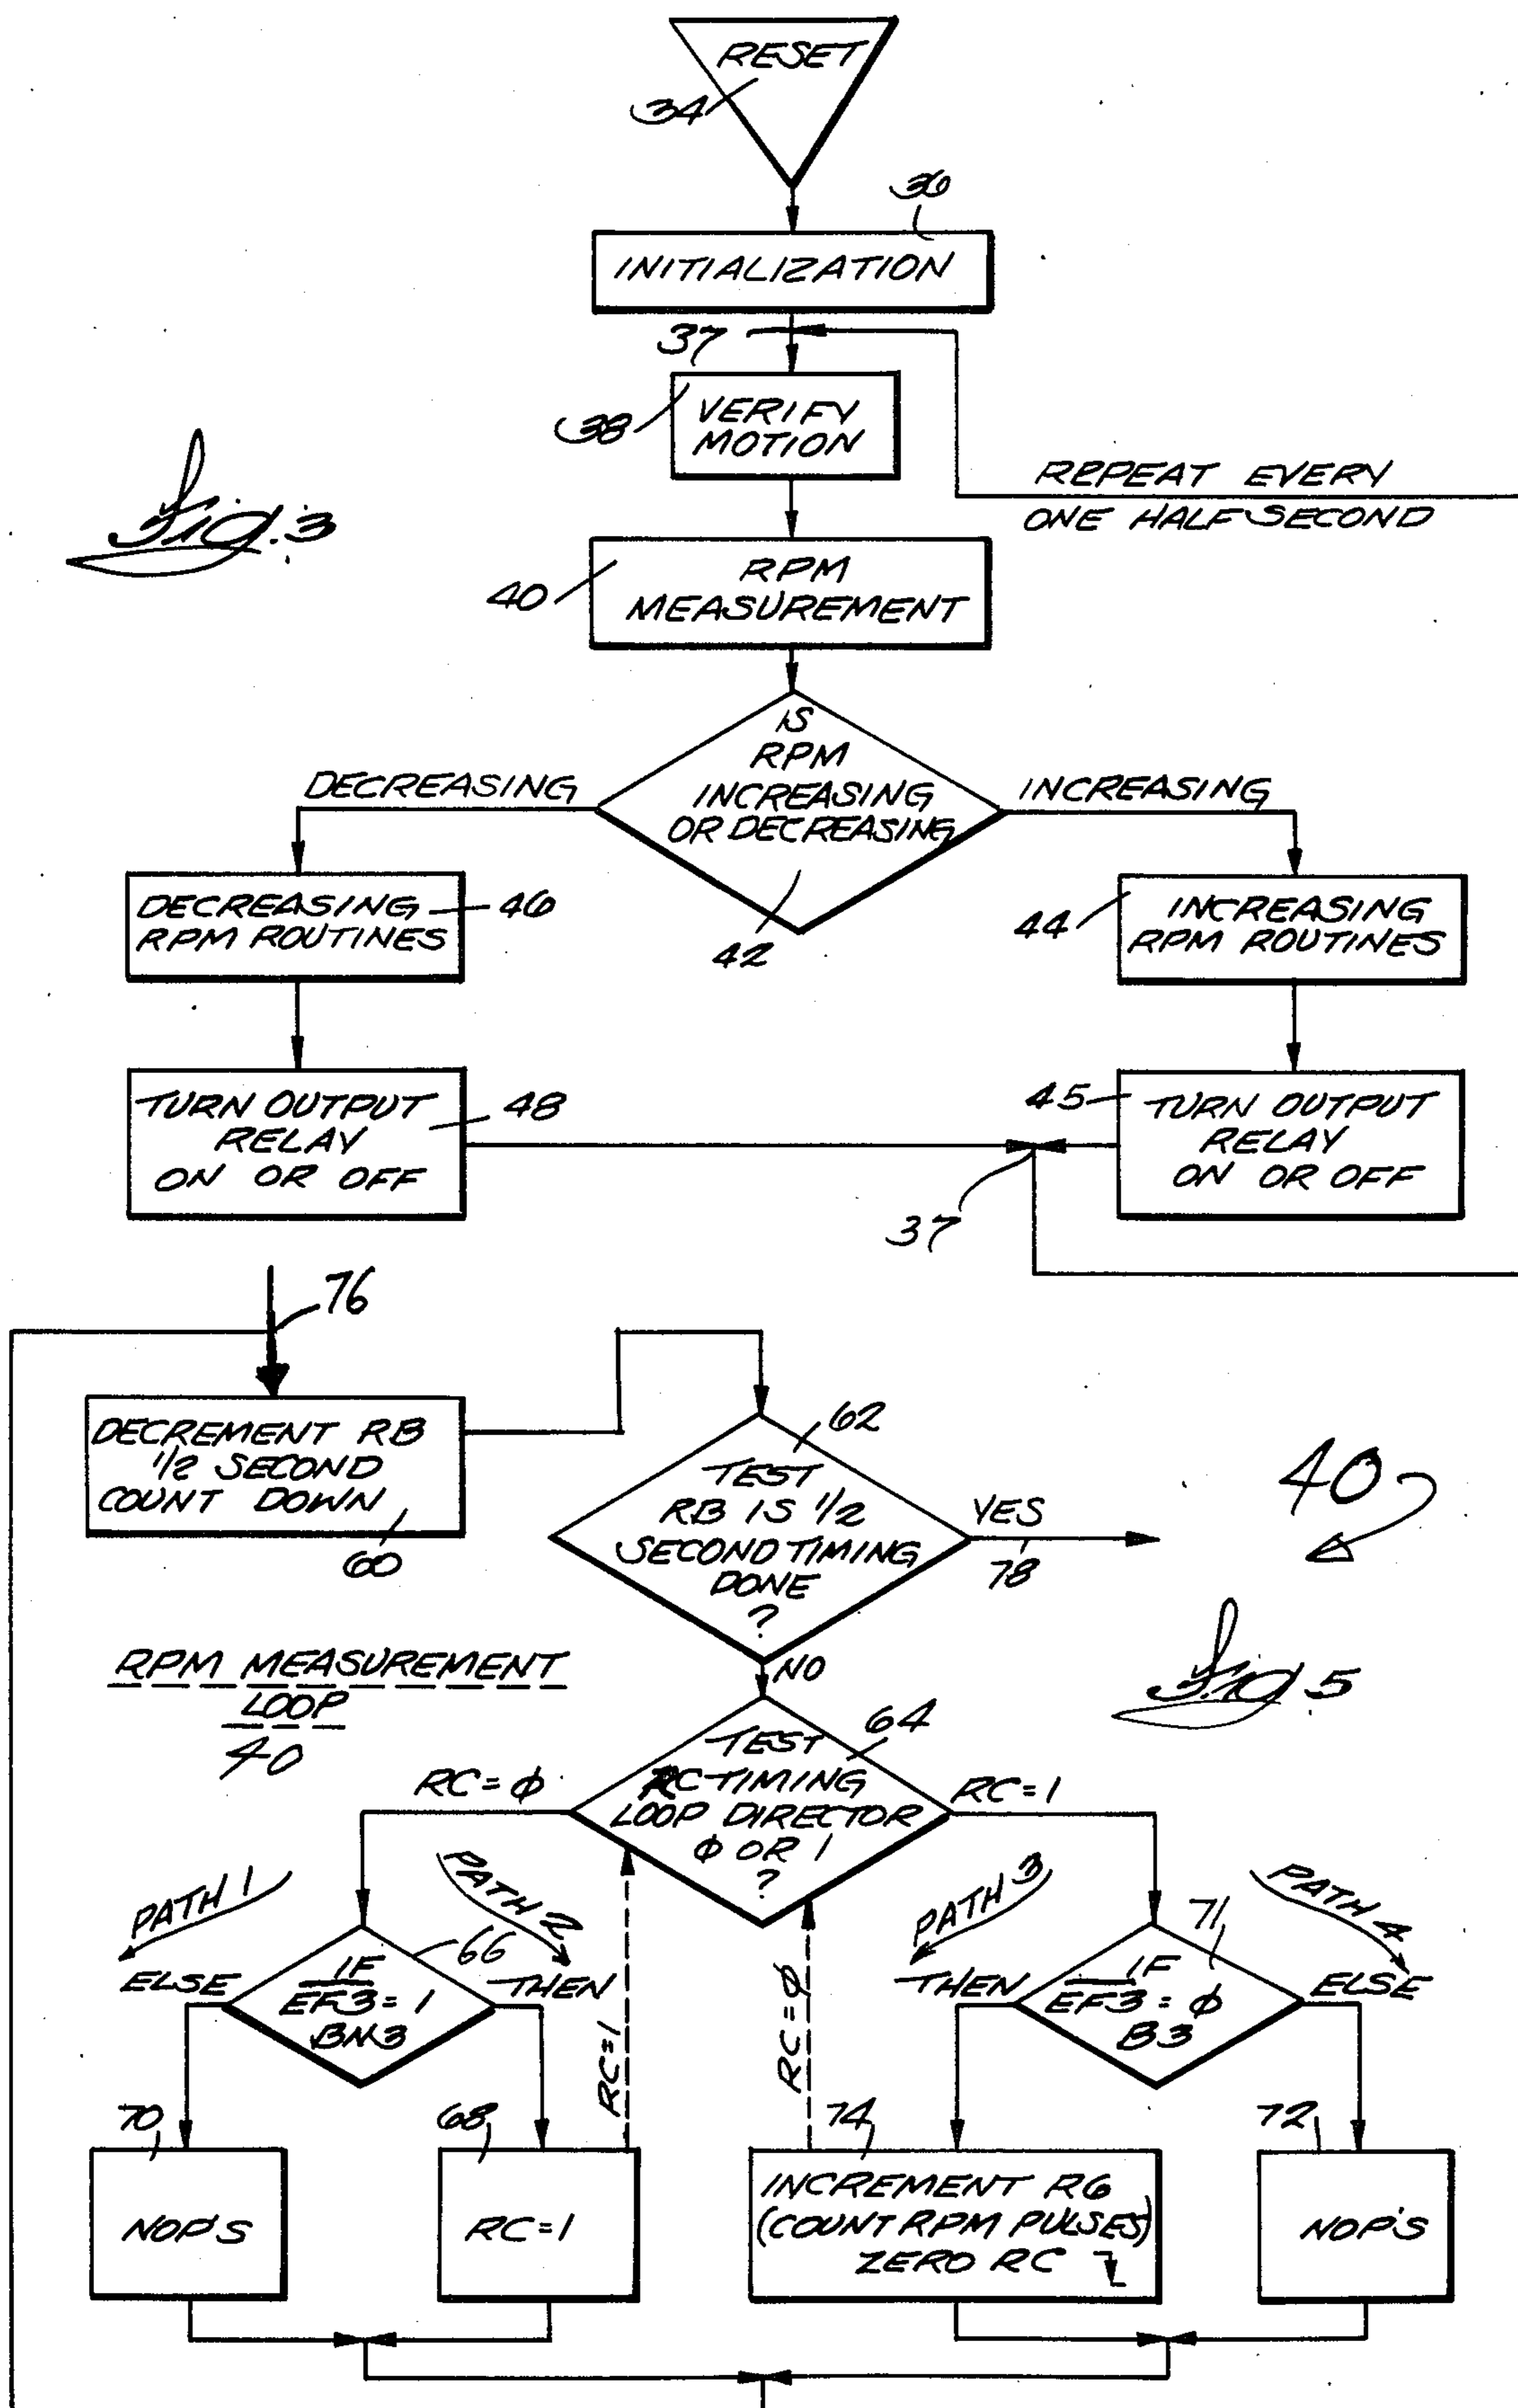 RESET
34
36
INITIALIZATION
37
38
VERIFY
MOTION
REPEAT EVERY
ONE HALF SECOND
Fig. 3
40
RPM
MEASUREMENT
IS
RPM
INCREASING
OR DECREASING
42
DECREASING
INCREASING
DECREASING
RPM ROUTINES
46
44
INCREASING
RPM ROUTINES
TURN OUTPUT
RELAY
ON OR OFF
48
45
TURN OUTPUT
RELAY
ON OR OFF
37
76
DECREMENT RB
1/2 SECOND
COUNT DOWN
60
62
TEST
RB IS 1/2
SECOND TIMING
DONE
?
YES
78
40
NO
Fig 5
RPM MEASUREMENT
LOOP
40
64
TEST
RC TIMING
LOOP DIRECTOR
φ OR 1
?
RC=φ
RC=1
PATH 1
PATH 2
PATH 3
PATH 4
66
IF
E̅F̅3̅ = 1
BN3
ELSE
THEN
RC=1
RC=φ
71
IF
E̅F̅3̅ = φ
B3
THEN
ELSE
70
NOP'S
68
RC=1
74
INCREMENT R6
(COUNT RPM PULSES)
ZERO RC
72
NOP'S